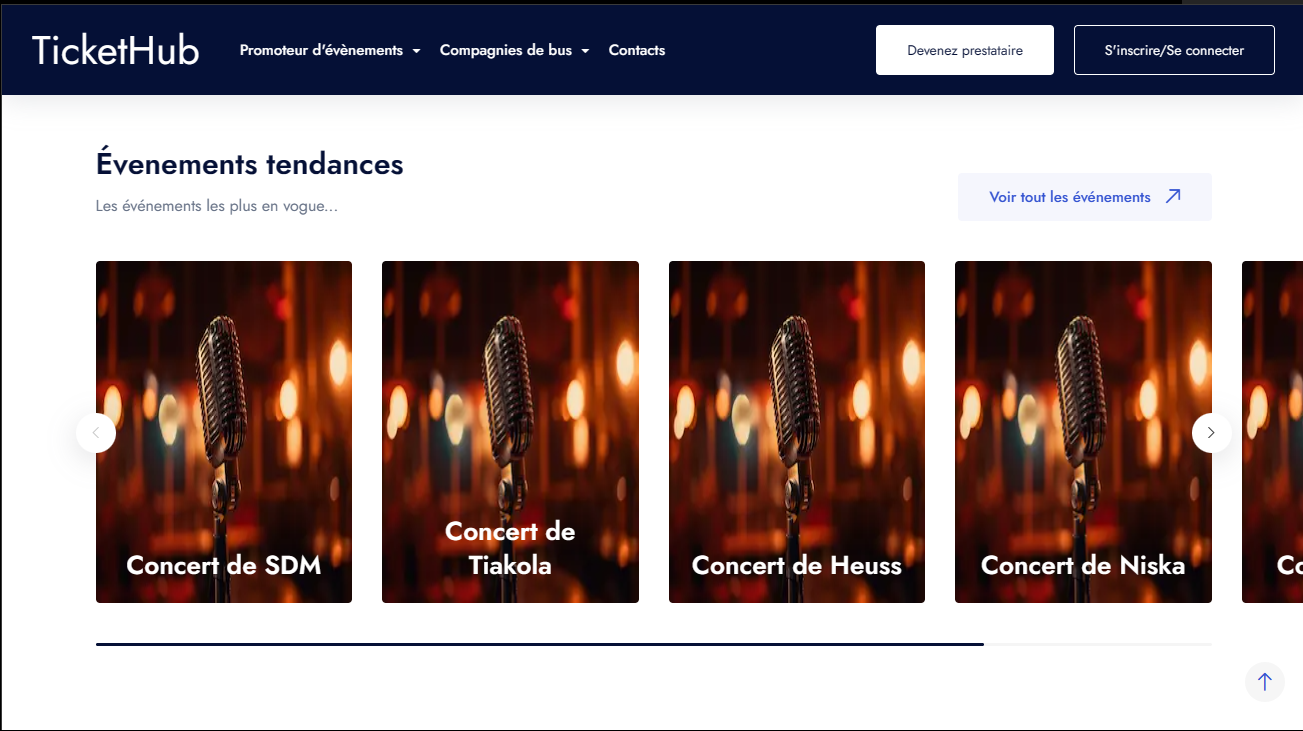 TicketHub
Promoteur d'évènements
Compagnies de bus
Contacts
Devenez prestataire
S'inscrire/Se connecter
Évenements tendances
Les événements les plus en vogue...
Voir tout les événements
Concert de SDM
Concert de
Tiakola
Concert de Heuss
Concert de Niska